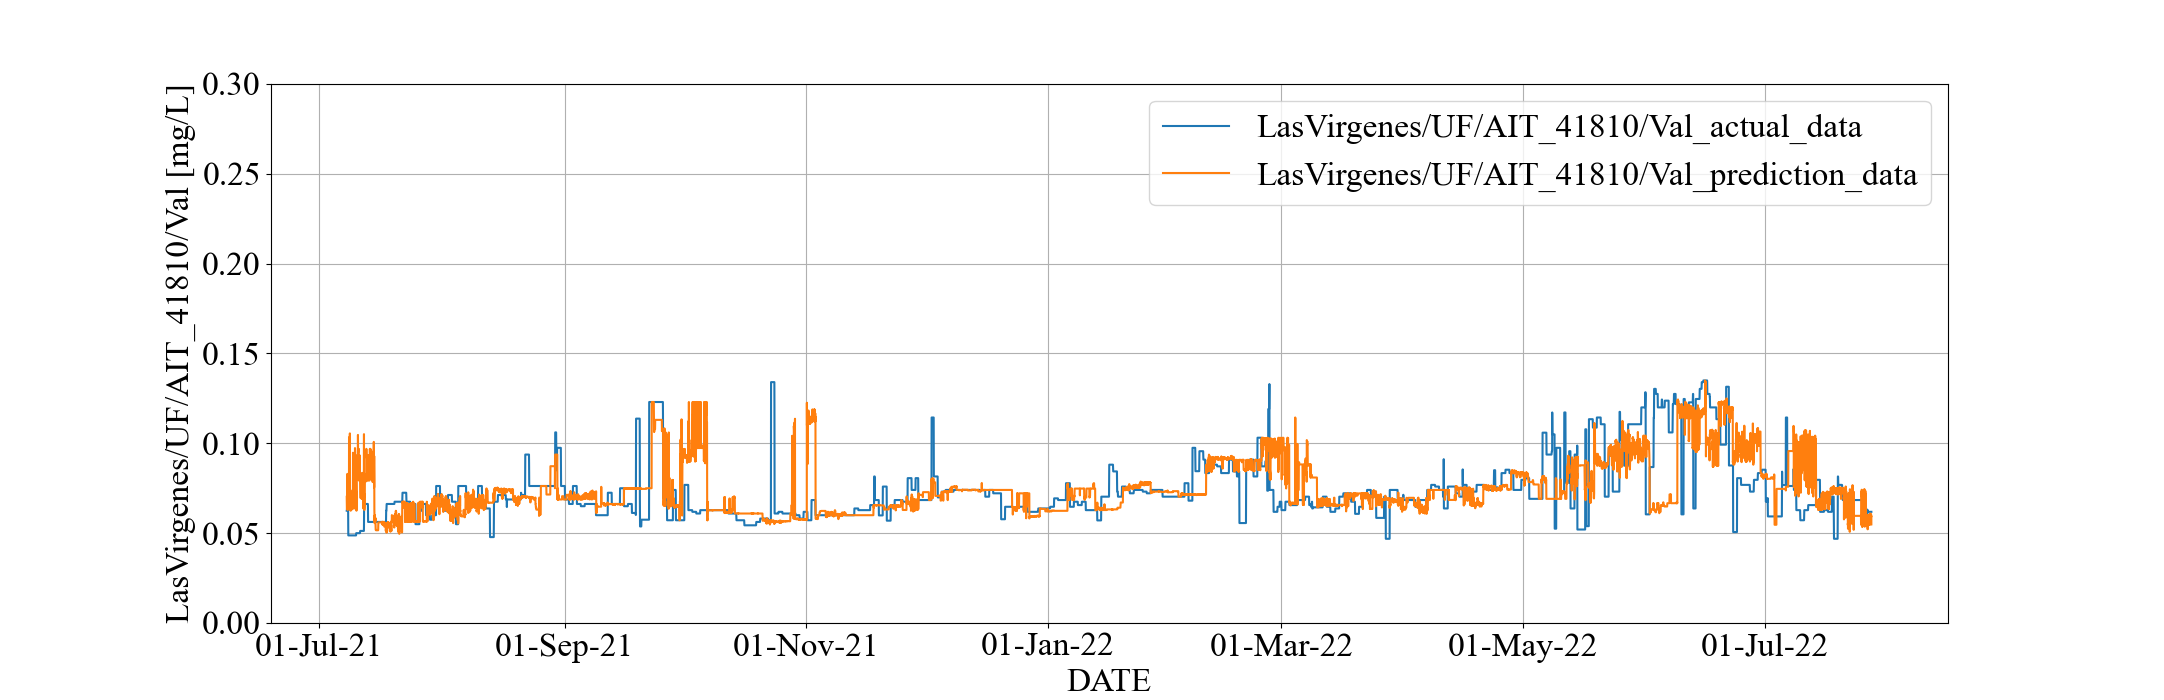 LasVirgenes/UF/AIT_41810/Val [mg/L]
0.30
0.25
0.20
0.15
0.10
0.05
0.00
LasVirgenes/UF/AIT_41810/Val_actual_data
LasVirgenes/UF/AIT_41810/Val_prediction_data
01-Jul-21 01-Sep-21 01-Nov-21 01-Jan-22 01-Mar-22 01-May-22 01-Jul-22
DATE